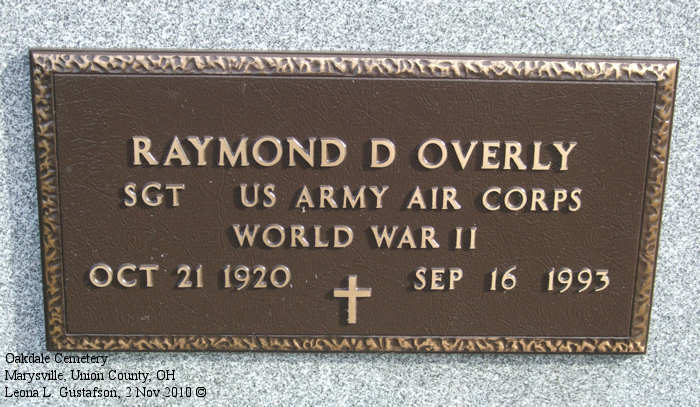 RAYMOND D OVERLY
SGT US ARMY AIR CORPS
WORLD WAR II
OCT 21 1920 SEP 16 1993
Oakdale Cemetery
Marysville, Union County, OH
Leona L. Gustafson, 2 Nov 2010 ©